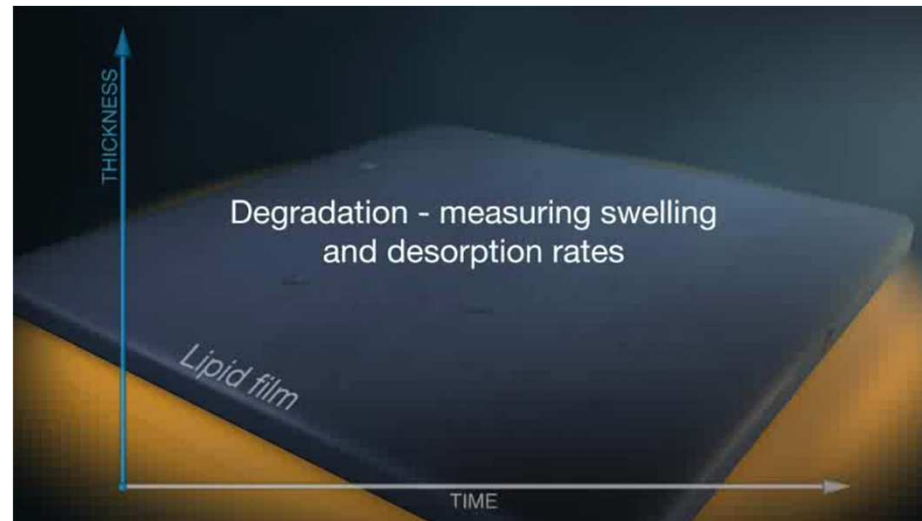 THICKNESS
Degradation - measuring swelling
and desorption rates
Lipid film
TIME